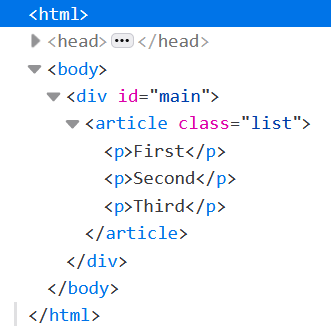 <html>
<head> ••• </head>
<body>
<div id="main">
<article class="list">
<p>First</p>
<p>Second</p>
<p>Third</p>
</article>
</div>
</body>
</html>